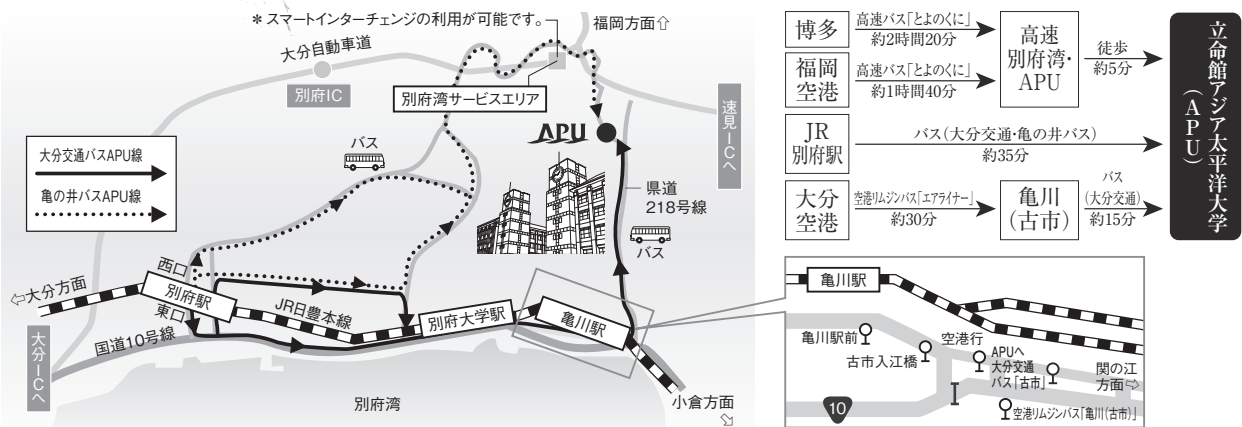 *スマートインターチェンジの利用が可能です。
福岡方面⇧
大分自動車道
別府IC
別府湾サービスエリア
速見ICへ
大分交通バスAPU線
亀の井バスAPU線
バス
APU
県道
218号線
バス
西口
⇦大分方面
別府駅
東口
JR日豊本線
別府大学駅
亀川駅
国道10号線
大分ICへ
別府湾
小倉方面
博多
高速バス「とよのくに」
約2時間20分
福岡
空港
高速バス「とよのくに」
約1時間40分
高速
別府湾・
APU
徒歩
約5分
JR
別府駅
バス(大分交通・亀の井バス)
約35分
大分
空港
空港リムジンバス「エアライナー」
約30分
亀川
(古市)
バス
(大分交通)
約15分
立命館アジア太平洋大学
(APU)
亀川駅
亀川駅前
古市入江橋
空港行
APUへ
大分交通
バス「古市」
関の江
方面⇨
10
空港リムジンバス「亀川(古市)」